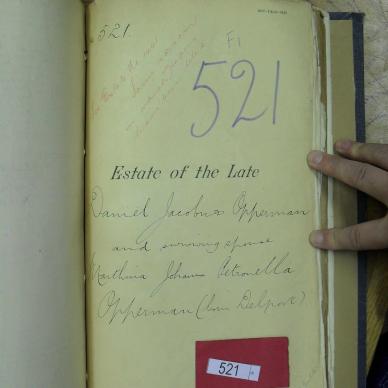 521.
F1
521
Estate of the Late
Daniel Jacobus Opperman
and surviving spouse
Marthina Johanna Petronella
Opperman (born Delport)
521